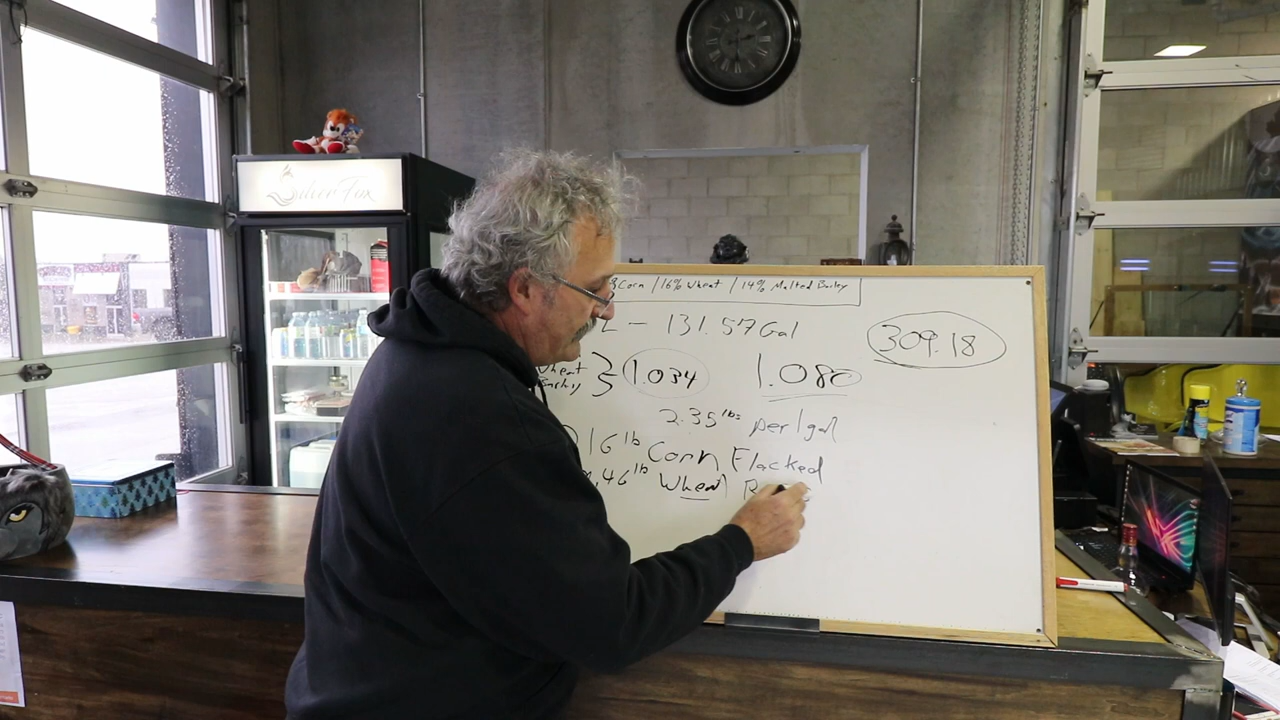 Silver Fox
Corn / 16% Wheat / 14% Malted Barley
L - 131.57 Gal
309.18
Wheat
Barley } 1.034
1.080
2.35 lbs per 1 gal
16 lb Corn Flacked
.46 lb Wheat R